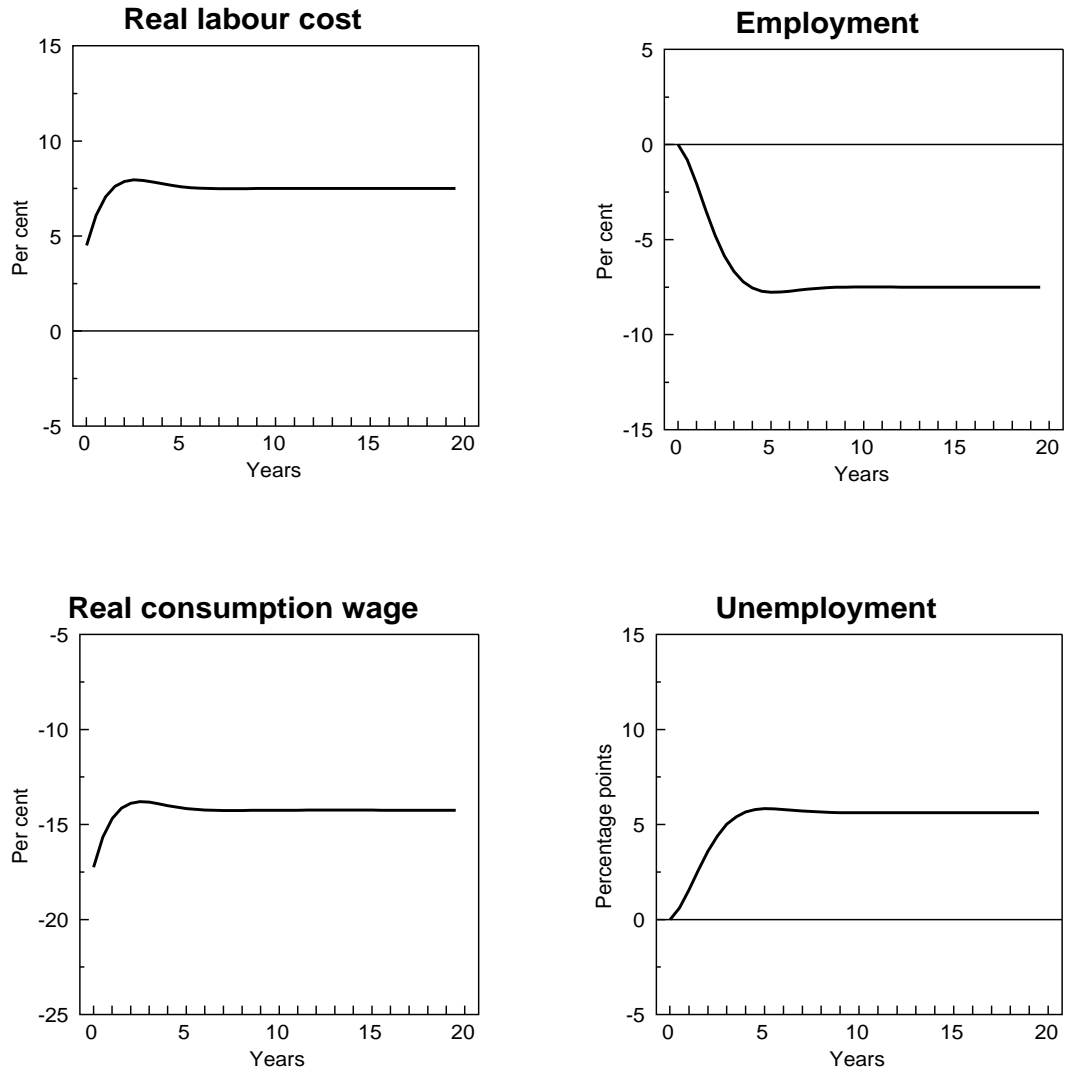 Real labour cost
15
10
5
0
-5
Per cent
0 5 10 15 20
Years
Employment
5
0
-5
-10
-15
Per cent
0 5 10 15 20
Years
Real consumption wage
-5
-10
-15
-20
-25
Per cent
0 5 10 15 20
Years
Unemployment
15
10
5
0
-5
Percentage points
0 5 10 15 20
Years